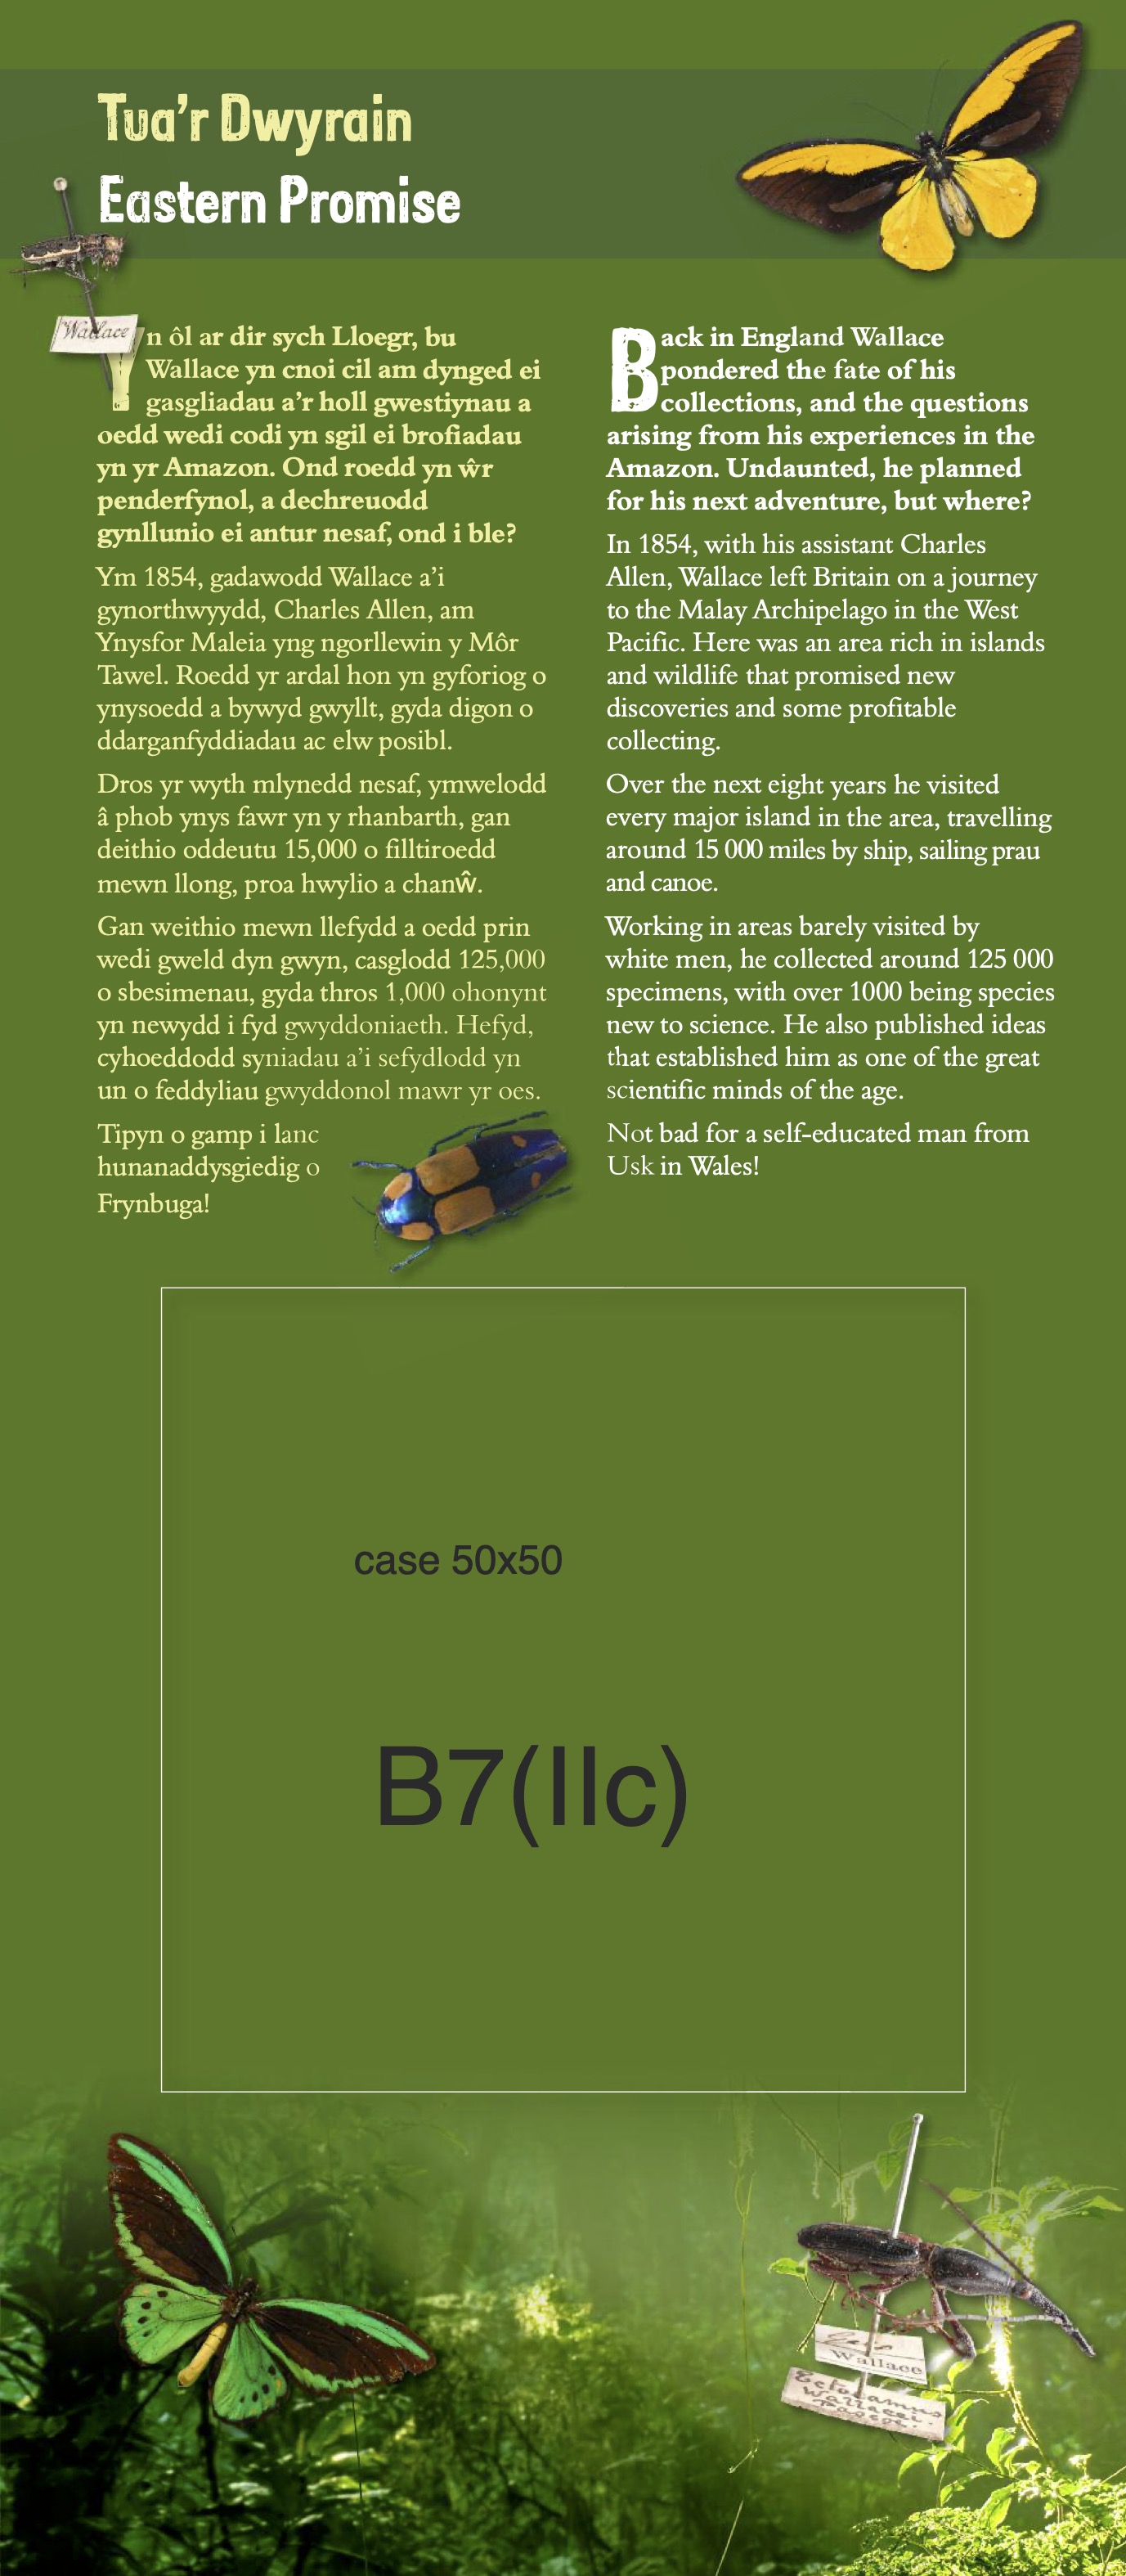 Tua'r Dwyrain
Eastern Promise
Wallace
Yn ôl ar dir sych Lloegr, bu
Wallace yn cnoi cil am dynged ei
gasgliadau a'r holl gwestiynau a
oedd wedi codi yn sgil ei brofiadau
yn yr Amazon. Ond roedd yn ŵr
penderfynol, a dechreuodd
gynllunio ei antur nesaf, ond i ble?
Ym 1854, gadawodd Wallace a'i
gynorthwyydd, Charles Allen, am
Ynysfor Maleia yng ngorllewin y Môr
Tawel. Roedd yr ardal hon yn gyforiog o
ynysoedd a bywyd gwyllt, gyda digon o
ddarganfyddiadau ac elw posibl.
Dros yr wyth mlynedd nesaf, ymwelodd
â phob ynys fawr yn y rhanbarth, gan
deithio oddeutu 15,000 o filltiroedd
mewn llong, proa hwylio a chanŵ.
Gan weithio mewn llefydd a oedd prin
wedi gweld dyn gwyn, casglodd 125,000
o sbesimenau, gyda thros 1,000 ohonynt
yn newydd i fyd gwyddoniaeth. Hefyd,
cyhoeddodd syniadau a'i sefydlodd yn
un o feddyliau gwyddonol mawr yr oes.
Tipyn o gamp i lanc
hunanaddysgiedig o
Frynbuga!
Back in England Wallace
pondered the fate of his
collections, and the questions
arising from his experiences in the
Amazon. Undaunted, he planned
for his next adventure, but where?
In 1854, with his assistant Charles
Allen, Wallace left Britain on a journey
to the Malay Archipelago in the West
Pacific. Here was an area rich in islands
and wildlife that promised new
discoveries and some profitable
collecting.
Over the next eight years he visited
every major island in the area, travelling
around 15 000 miles by ship, sailing prau
and canoe.
Working in areas barely visited by
white men, he collected around 125 000
specimens, with over 1000 being species
new to science. He also published ideas
that established him as one of the great
scientific minds of the age.
Not bad for a self-educated man from
Usk in Wales!
case 50x50
B7(IIc)
Wallace